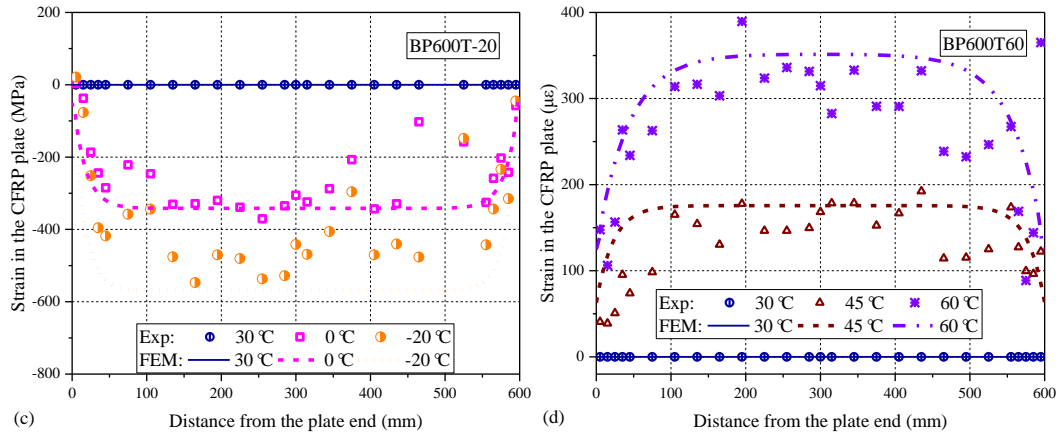 200
0
-200
-400
-600
-800
0 100 200 300 400 500 600
Strain in the CFRP plate (MPa)
Distance from the plate end (mm)
BP600T-20
Exp: 30 ℃ 0 ℃ -20 ℃
FEM: 30 ℃ 0 ℃ -20 ℃
(c)
400
300
200
100
0
0 100 200 300 400 500 600
Strain in the CFRP plate (με)
Distance from the plate end (mm)
BP600T60
Exp: 30 ℃ 45 ℃ 60 ℃
FEM: 30 ℃ 45 ℃ 60 ℃
(d)